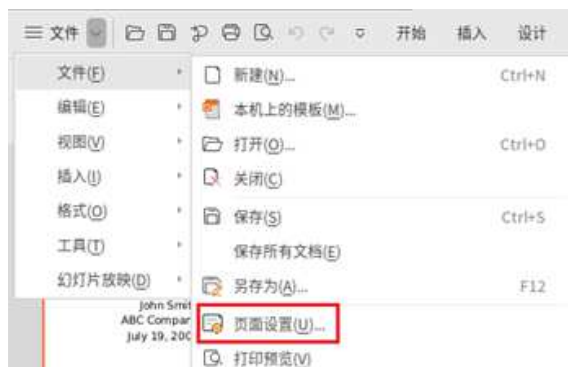 文件 开始 插入 设计
文件(F)
编辑(E)
视图(V)
插入(I)
格式(O)
工具(T)
幻灯片放映(D)
新建(N)... Ctrl+N
本机上的模板(M)...
打开(O)... Ctrl+O
关闭(C)
保存(S) Ctrl+S
保存所有文档(E)
另存为(A)... F12
页面设置(U)...
打印预览(V)
John Smit
ABC Compar
July 19, 200